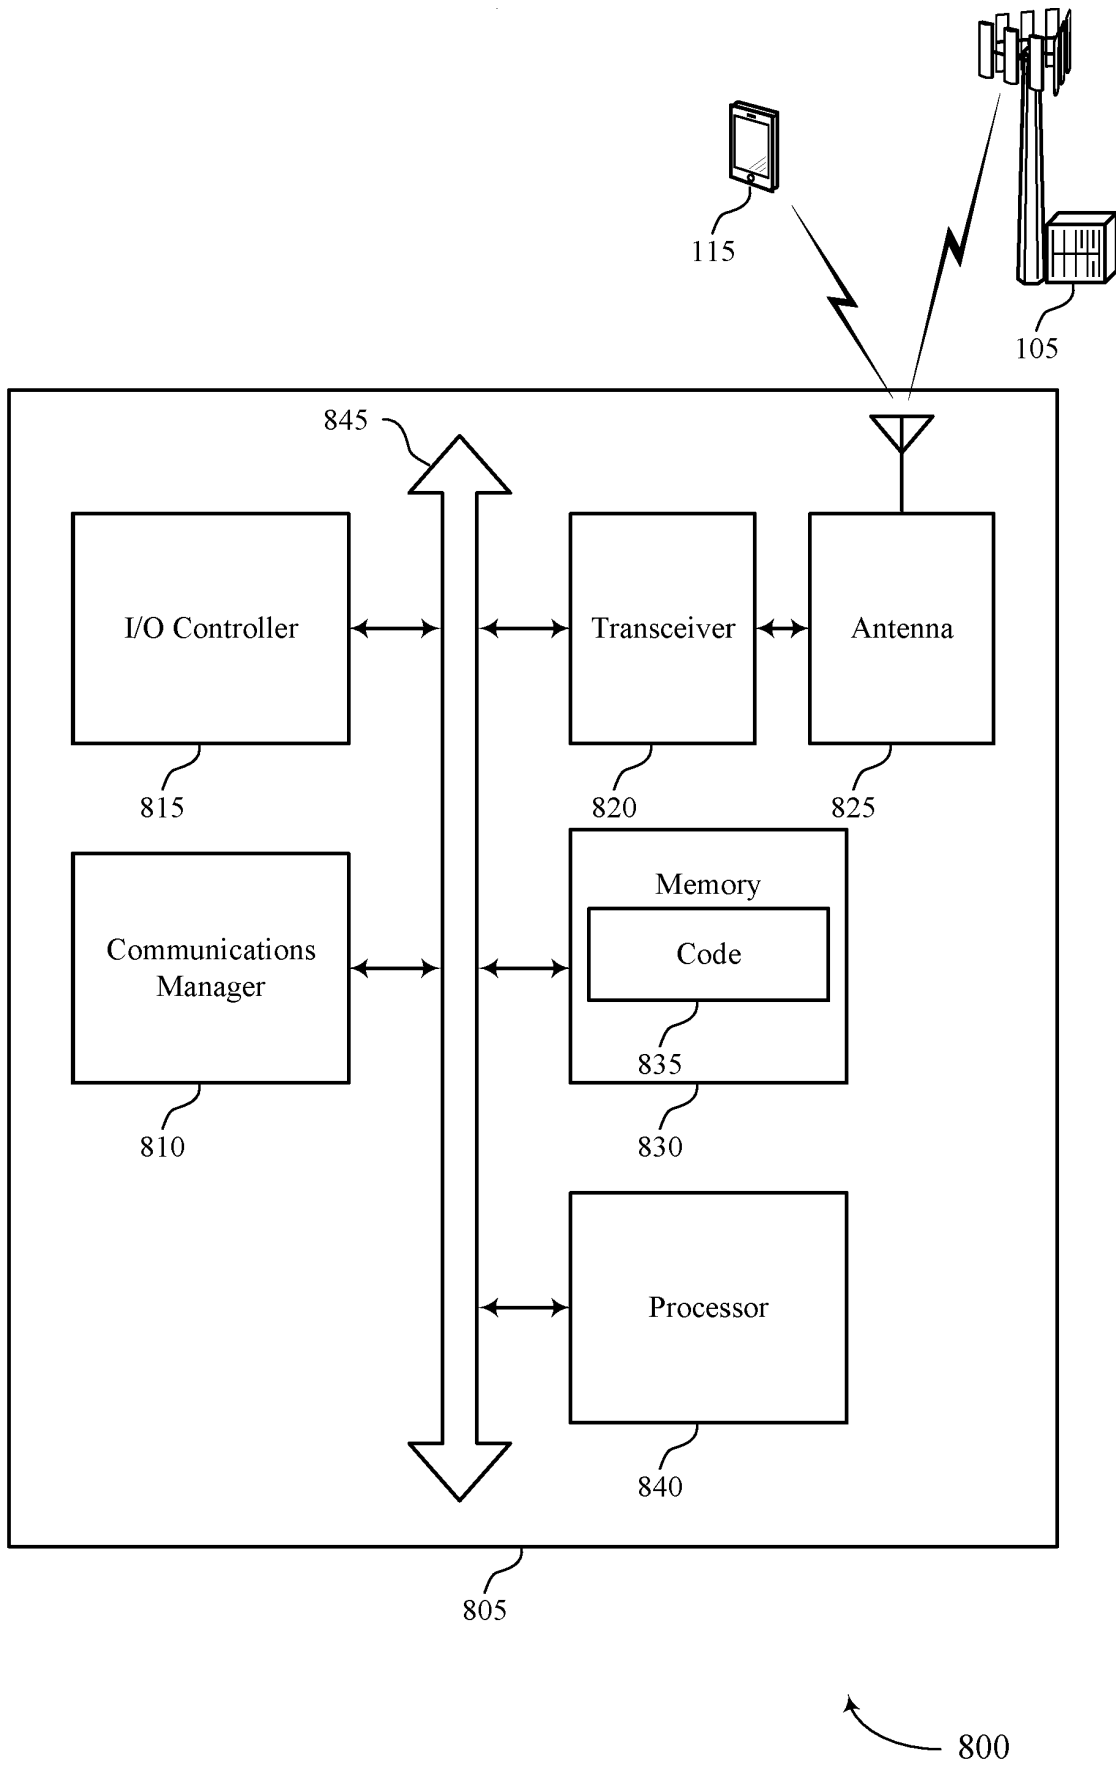 115
105
845
I/O Controller
Transceiver
Antenna
815
820
825
Memory
Communications
Manager
Code
835
810
830
Processor
840
805
800